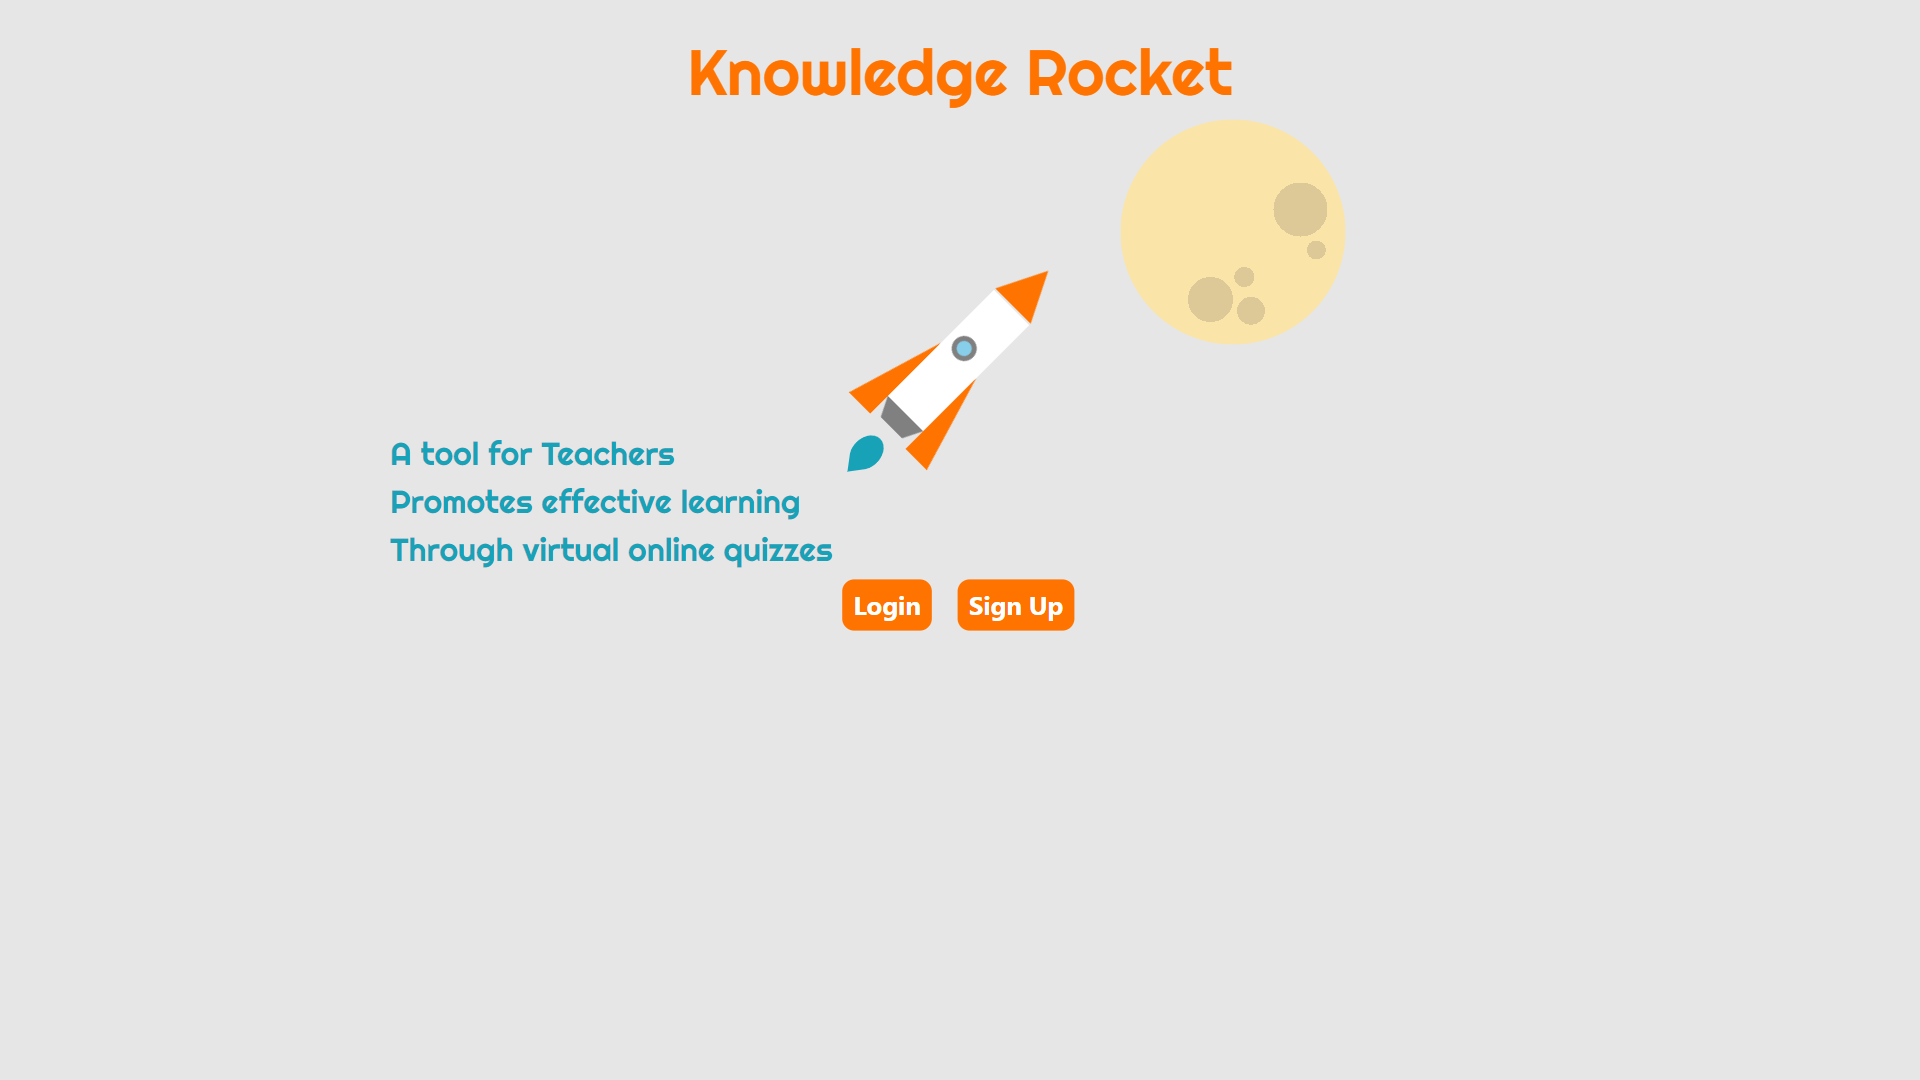 Knowledge Rocket
A tool for Teachers
Promotes effective learning
Through virtual online quizzes
Login
Sign Up